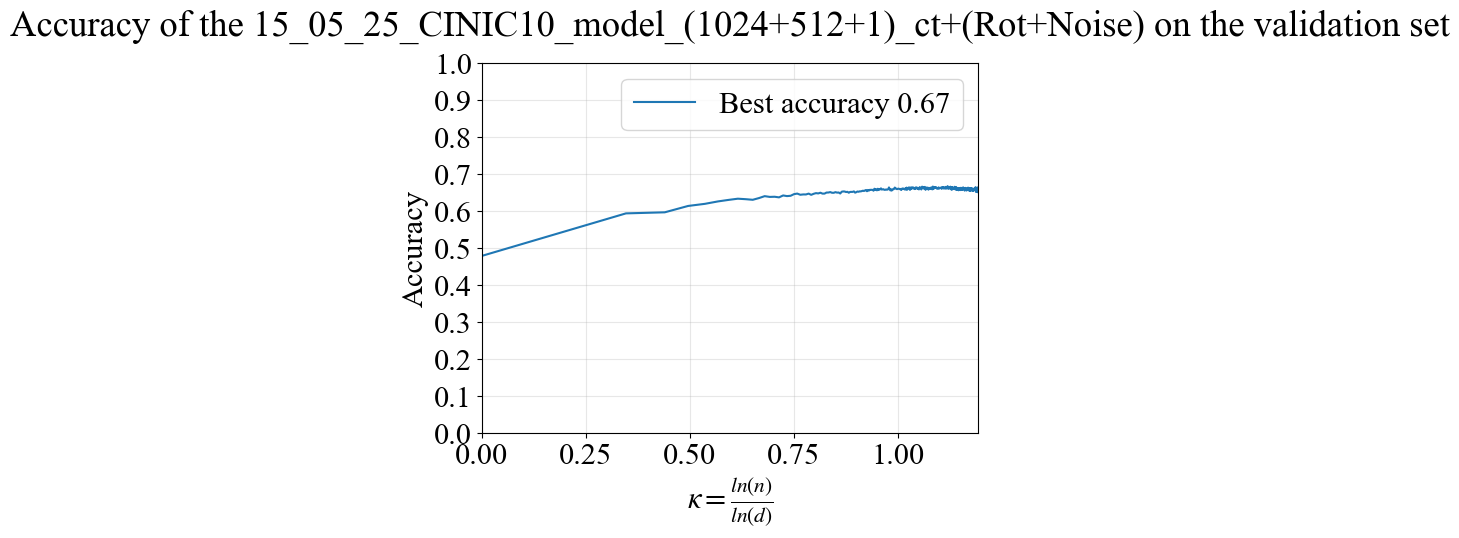 Accuracy of the 15_05_25_CINIC10_model_(1024+512+1)_ct+(Rot+Noise) on the validation set
1.0
Best accuracy 0.67
0.9
0.8
0.7
0.6
0.5
0.4
0.3
0.2
0.1
0.0
Accuracy
0.00 0.25 0.50 0.75 1.00
κ = ln(n)/ln(d)